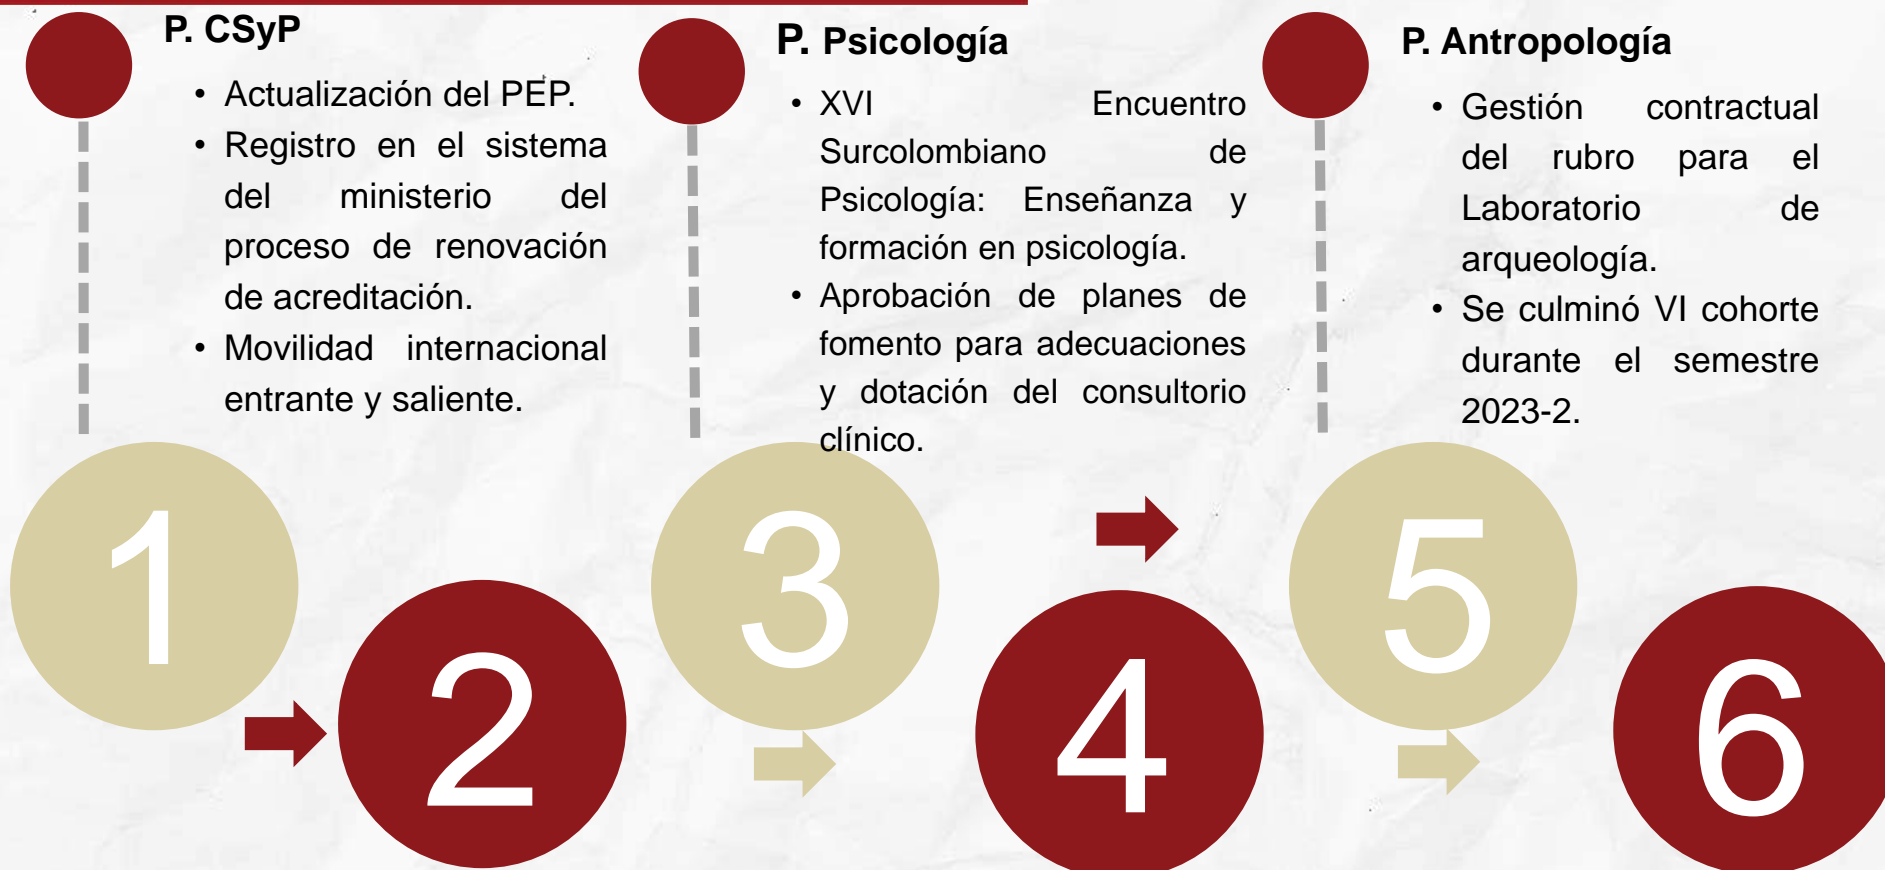 P. CSyP
• Actualización del PEP.
• Registro en el sistema
del ministerio del
proceso de renovación
de acreditación.
• Movilidad internacional
entrante y saliente.
P. Psicología
• XVI Encuentro
Surcolombiano de
Psicología: Enseñanza y
formación en psicología.
• Aprobación de planes de
fomento para adecuaciones
y dotación del consultorio
clínico.
P. Antropología
• Gestión contractual
del rubro para el
Laboratorio de
arqueología.
• Se culminó VI cohorte
durante el semestre
2023-2.
1
2
3
4
5
6